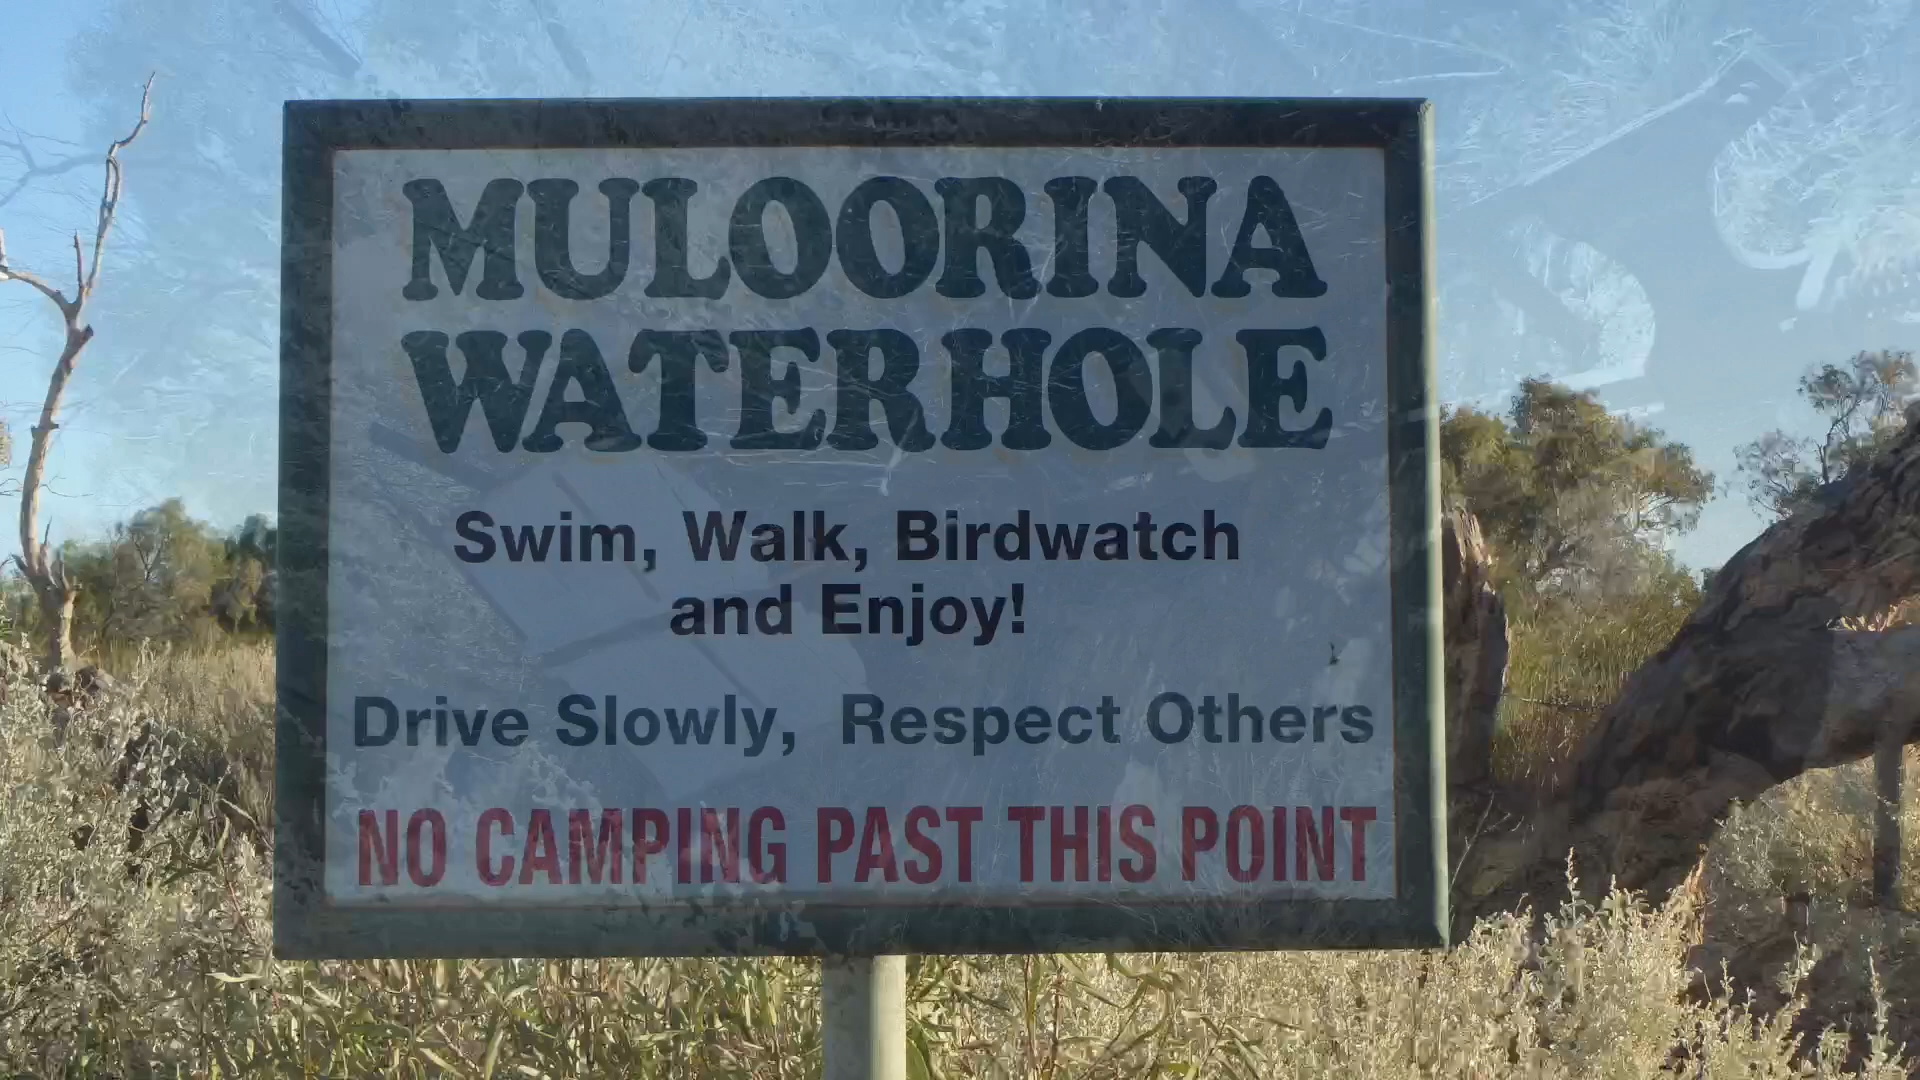 MULOORINA
WATERHOLE
Swim, Walk, Birdwatch
and Enjoy!
Drive Slowly, Respect Others
NO CAMPING PAST THIS POINT